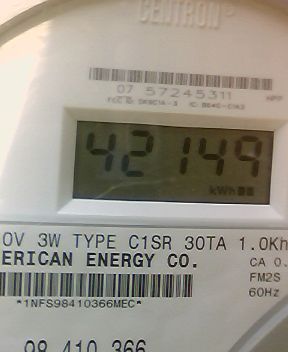 CENTRON®
07 57245311
42149
kWh
0V 3W TYPE C1SR 30TA 1.0Kh
ERICAN ENERGY CO.
CA 0.
FM2S
60Hz
*1NFS98410366MEC*
98 410 366